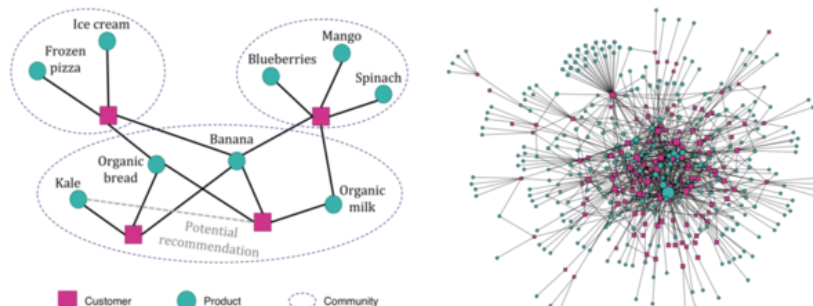 Ice cream
Frozen
pizza
Mango
Blueberries
Spinach
Banana
Organic
bread
Kale
Organic
milk
Potential
recommendation
Customer
Product
Community